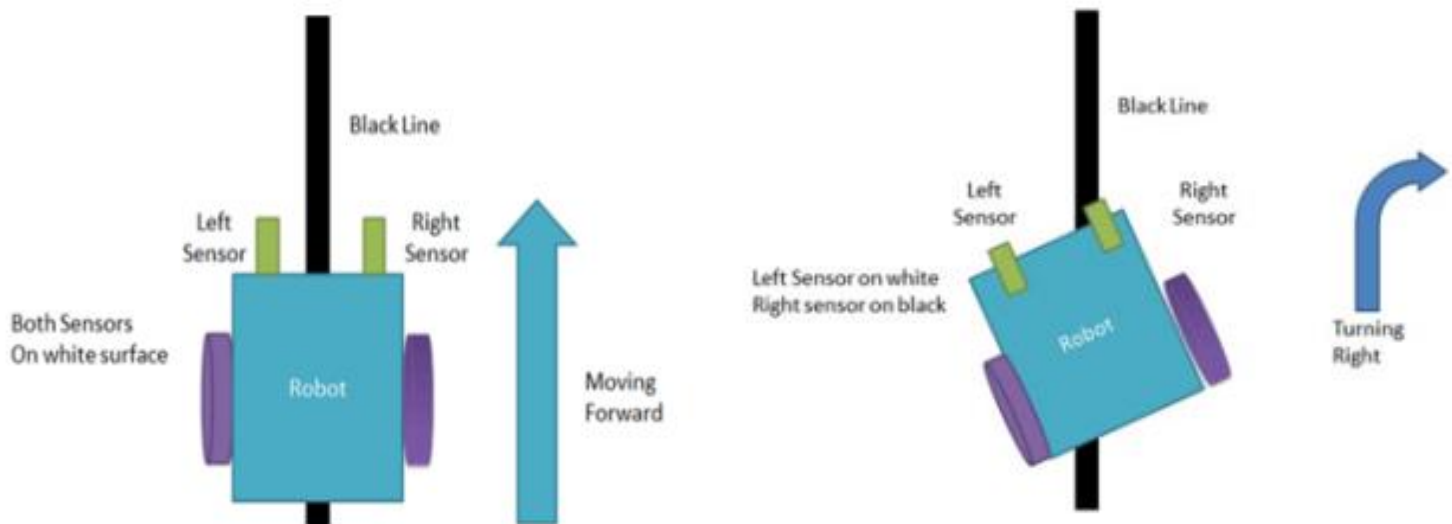 Black Line
Left
Sensor
Right
Sensor
Both Sensors
On white surface
Robot
Moving
Forward
Black Line
Left
Sensor
Right
Sensor
Left Sensor on white
Right sensor on black
Robot
Turning
Right